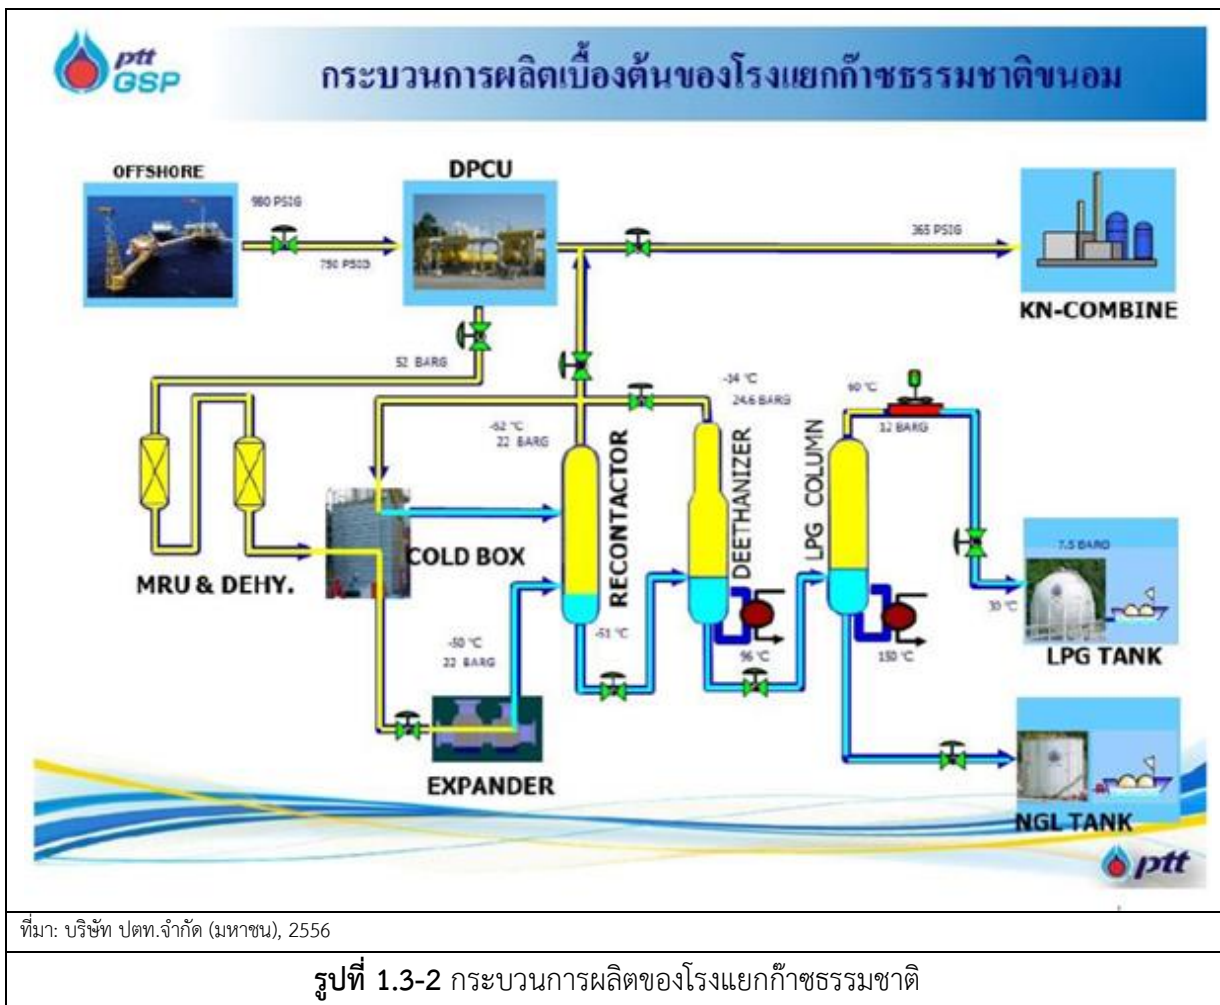 ptt
GSP
กระบวนการผลิตเบื้องต้นของโรงแยกก๊าซธรรมชาติขนอม
OFFSHORE
DPCU
980 PSIG
750 PSIG
365 PSIG
KN-COMBINE
52 BARG
-14 °C
24.6 BARG
60 °C
12 BARG
-62 °C
22 BARG
RECONTACTOR
DEETHANIZER
LPG COLUMN
MRU & DEHY.
COLD BOX
7.5 BARG
30 °C
LPG TANK
-50 °C
22 BARG
-51 °C
96 °C
150 °C
EXPANDER
NGL TANK
ptt
ที่มา: บริษัท ปตท.จำกัด (มหาชน), 2556
รูปที่ 1.3-2 กระบวนการผลิตของโรงแยกก๊าซธรรมชาติ